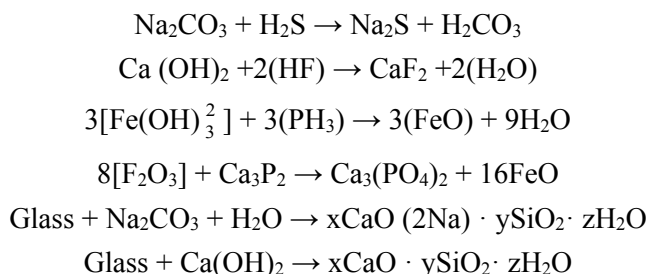 Na₂CO₃ + H₂S → Na₂S + H₂CO₃
Ca (OH)₂ +2(HF) → CaF₂ +2(H₂O)
3[Fe(OH)²₃] + 3(PH₃) → 3(FeO) + 9H₂O
8[F₂O₃] + Ca₃P₂ → Ca₃(PO₄)₂ + 16FeO
Glass + Na₂CO₃ + H₂O → xCaO (2Na) · ySiO₂· zH₂O
Glass + Ca(OH)₂ → xCaO · ySiO₂· zH₂O